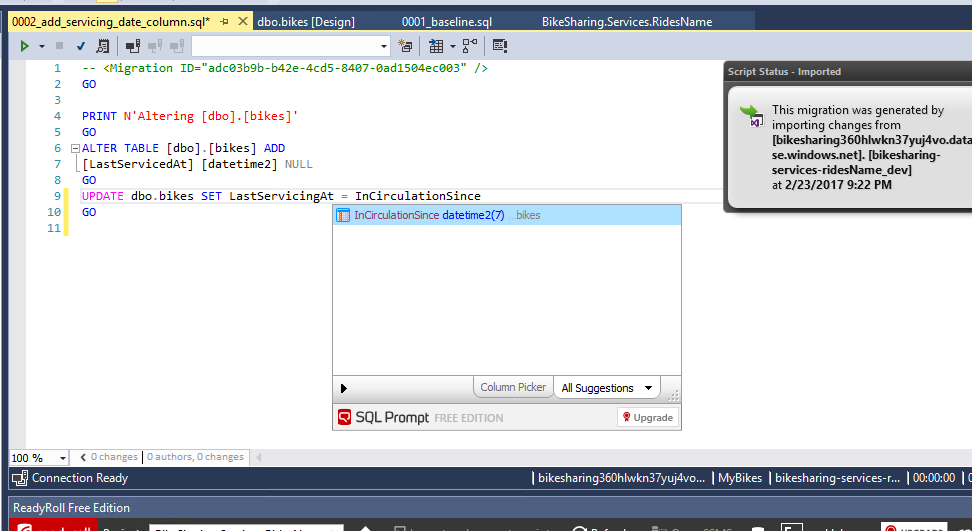 0002_add_servicing_date_column.sql*
dbo.bikes [Design]
0001_baseline.sql
BikeSharing.Services.RidesName
1 -- <Migration ID="adc03b9b-b42e-4cd5-8407-0ad1504ec003" />
2 GO
3
4 PRINT N'Altering [dbo].[bikes]'
5 GO
6 ALTER TABLE [dbo].[bikes] ADD
7 [LastServicedAt] [datetime2] NULL
8 GO
9 UPDATE dbo.bikes SET LastServicingAt = InCirculationSince
10 GO
11
InCirculationSince datetime2(7) ...bikes
Column Picker
All Suggestions
SQL Prompt FREE EDITION
Upgrade
Script Status - Imported
This migration was generated by
importing changes from
[bikesharing360hlwkn37yuj4vo.data
se.windows.net]. [bikesharing-
services-ridesName_dev]
at 2/23/2017 9:22 PM
100 %
0 changes | 0 authors, 0 changes
Connection Ready
bikesharing360hlwkn37yuj4vo...
MyBikes
bikesharing-services-r...
00:00:00
ReadyRoll Free Edition